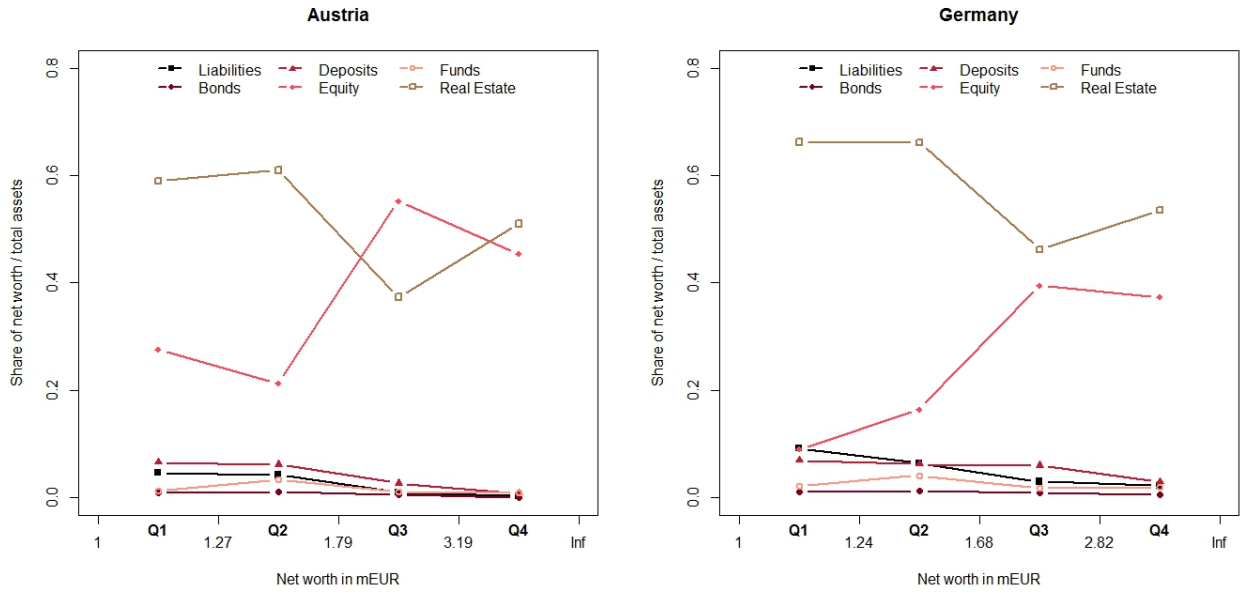 Austria
Liabilities Deposits Funds
Bonds Equity Real Estate
Share of net worth / total assets
0.8
0.6
0.4
0.2
0.0
Q1 Q2 Q3 Q4
1 1.27 1.79 3.19 Inf
Net worth in mEUR
Germany
Liabilities Deposits Funds
Bonds Equity Real Estate
Share of net worth / total assets
0.8
0.6
0.4
0.2
0.0
Q1 Q2 Q3 Q4
1 1.24 1.68 2.82 Inf
Net worth in mEUR